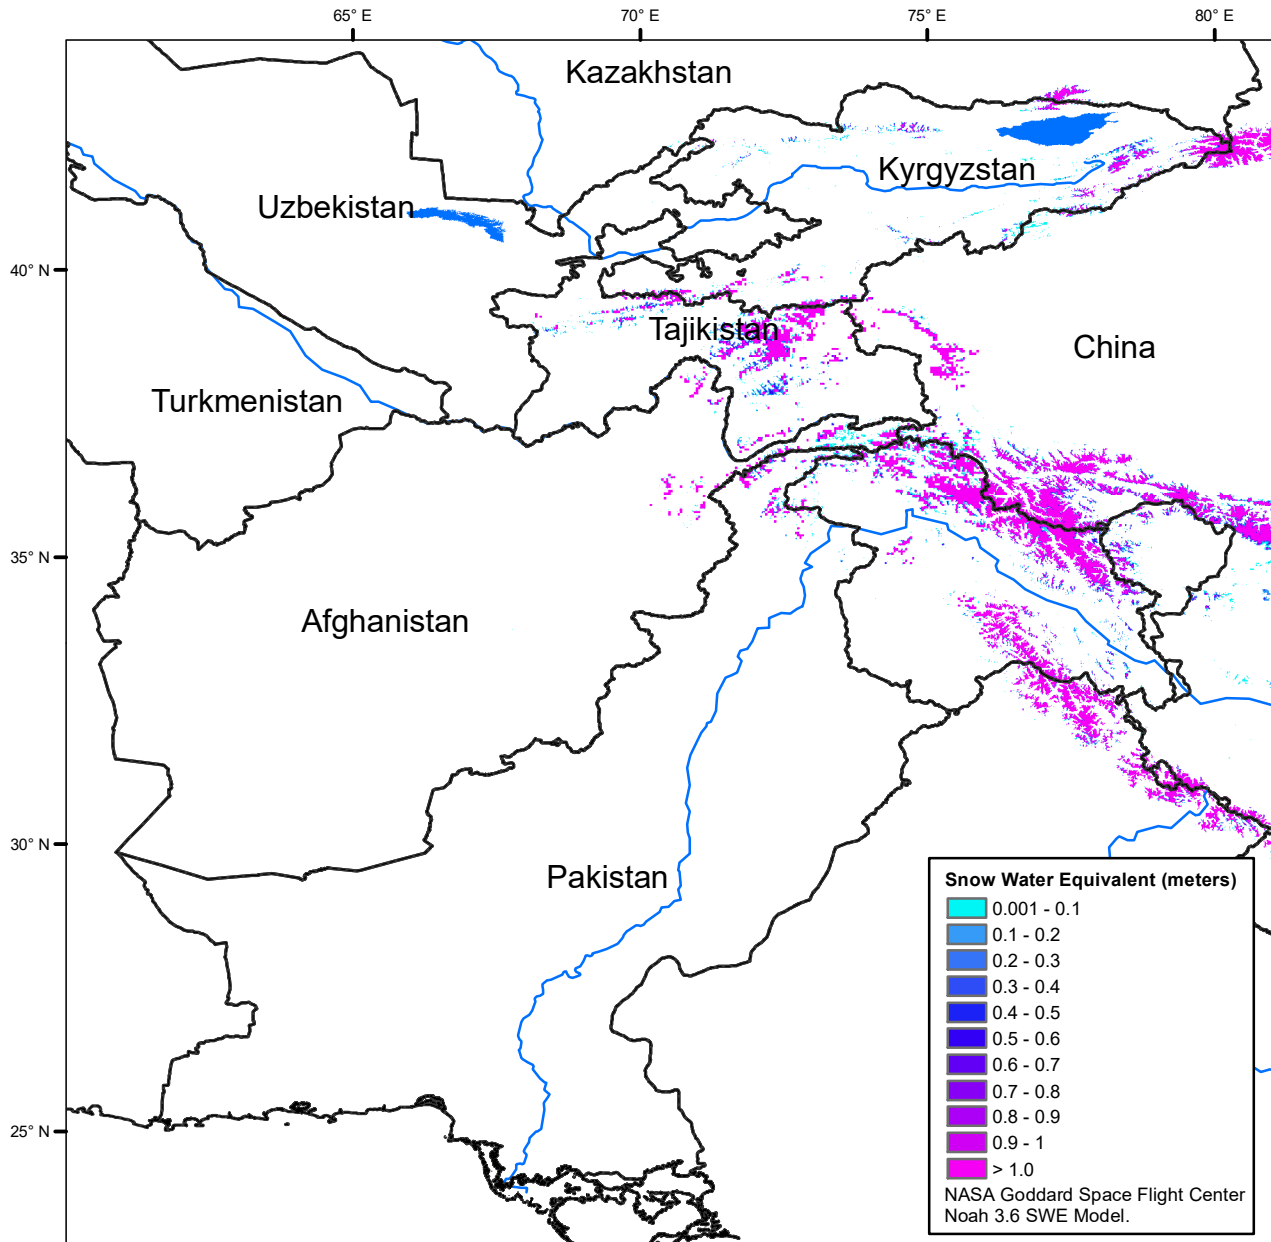 65° E
70° E
75° E
80° E
Kazakhstan
Kyrgyzstan
Uzbekistan
40° N
Tajikistan
China
Turkmenistan
35° N
Afghanistan
30° N
Pakistan
25° N
Snow Water Equivalent (meters)
0.001 - 0.1
0.1 - 0.2
0.2 - 0.3
0.3 - 0.4
0.4 - 0.5
0.5 - 0.6
0.6 - 0.7
0.7 - 0.8
0.8 - 0.9
0.9 - 1
> 1.0
NASA Goddard Space Flight Center
Noah 3.6 SWE Model.